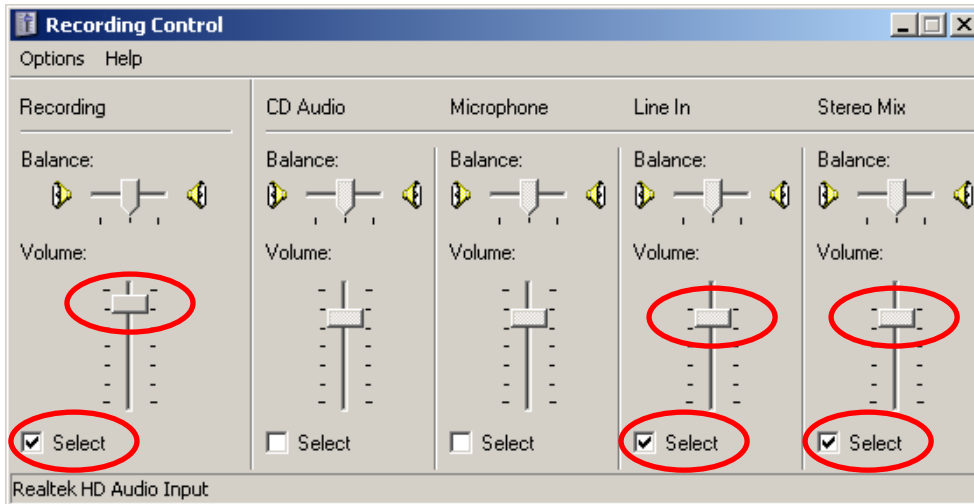 Recording Control
Options Help
Recording CD Audio Microphone Line In Stereo Mix
Balance: Balance: Balance: Balance: Balance:
Volume: Volume: Volume: Volume: Volume:
Select Select Select Select Select
Realtek HD Audio Input